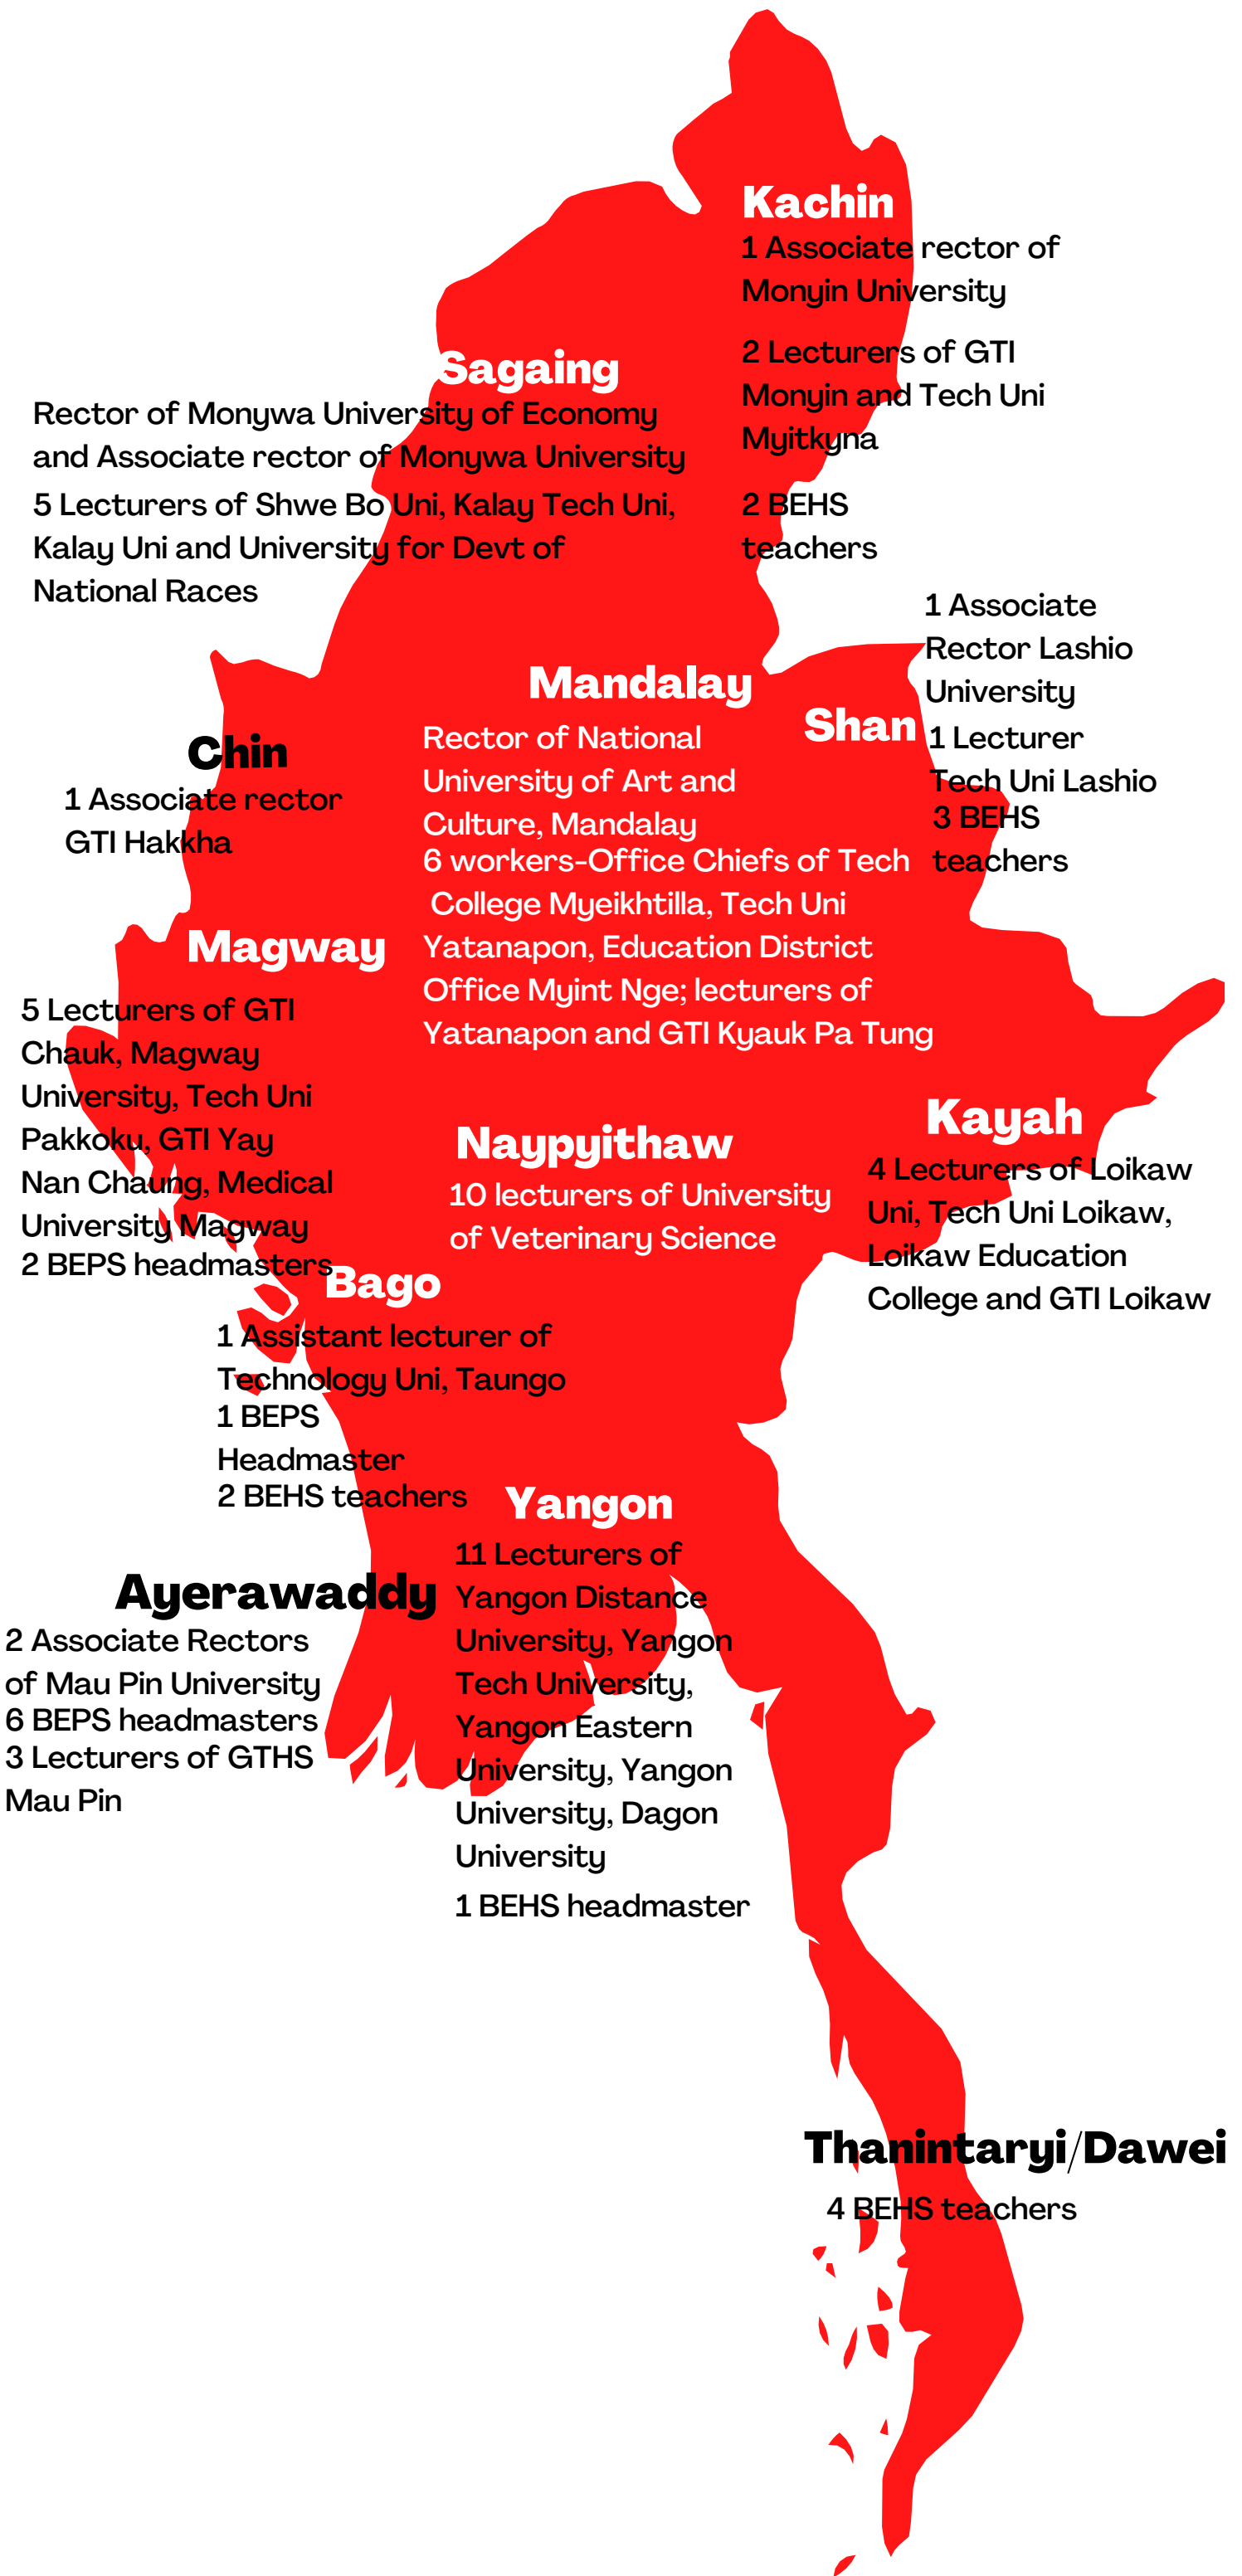 Kachin
1 Associate rector of
Monyin University
2 Lecturers of GTI
Monyin and Tech Uni
Myitkyna
2 BEHS
teachers
Sagaing
Rector of Monywa University of Economy
and Associate rector of Monywa University
5 Lecturers of Shwe Bo Uni, Kalay Tech Uni,
Kalay Uni and University for Devt of
National Races
Shan
1 Associate
Rector Lashio
University
1 Lecturer
Tech Uni Lashio
3 BEHS
teachers
Mandalay
Rector of National
University of Art and
Culture, Mandalay
6 workers-Office Chiefs of Tech
College Myeikhtilla, Tech Uni
Yatanapon, Education District
Office Myint Nge; lecturers of
Yatanapon and GTI Kyauk Pa Tung
Chin
1 Associate rector
GTI Hakkha
Magway
5 Lecturers of GTI
Chauk, Magway
University, Tech Uni
Pakkoku, GTI Yay
Nan Chaung, Medical
University Magway
2 BEPS headmasters
Kayah
4 Lecturers of Loikaw
Uni, Tech Uni Loikaw,
Loikaw Education
College and GTI Loikaw
Naypyithaw
10 lecturers of University
of Veterinary Science
Bago
1 Assistant lecturer of
Technology Uni, Taungo
1 BEPS
Headmaster
2 BEHS teachers
Yangon
11 Lecturers of
Yangon Distance
University, Yangon
Tech University,
Yangon Eastern
University, Yangon
University, Dagon
University
1 BEHS headmaster
Ayerawaddy
2 Associate Rectors
of Mau Pin University
6 BEPS headmasters
3 Lecturers of GTHS
Mau Pin
Thanintaryi/Dawei
4 BEHS teachers